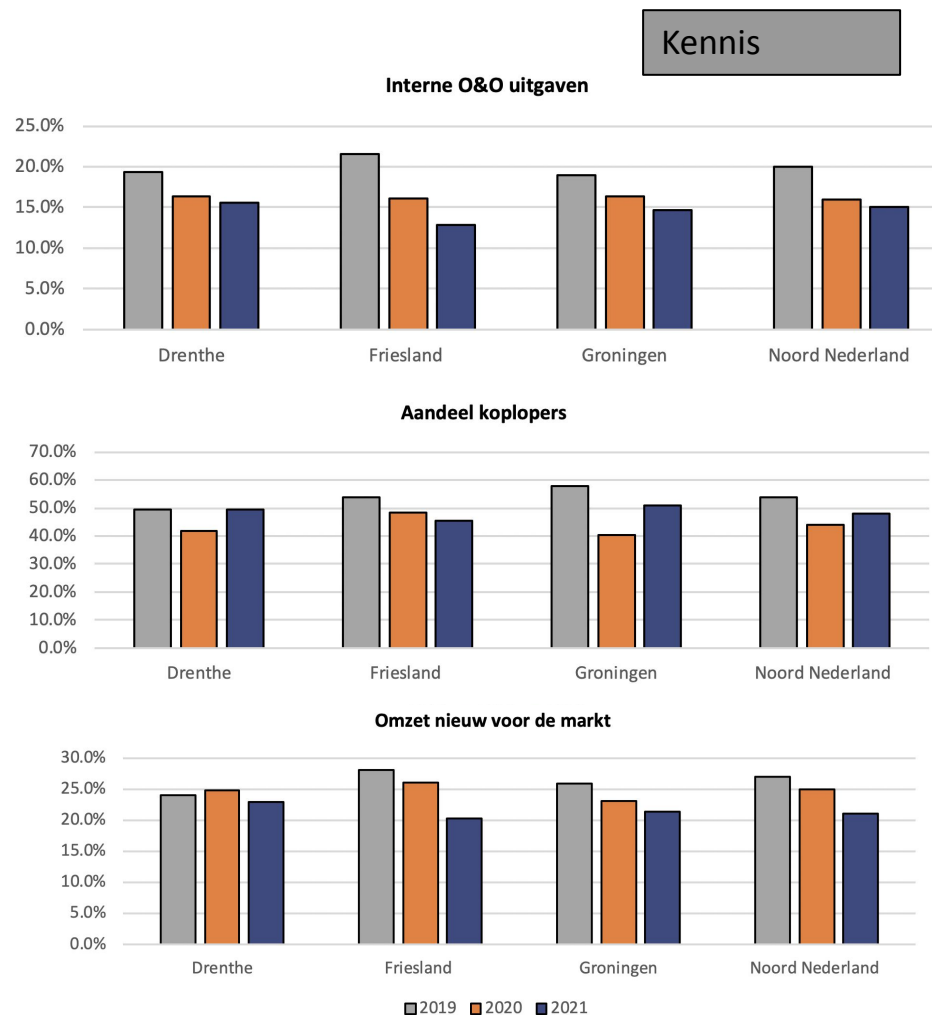 Kennis
Interne O&O uitgaven
25.0%
20.0%
15.0%
10.0%
5.0%
0.0%
Drenthe Friesland Groningen Noord Nederland
Aandeel koplopers
70.0%
60.0%
50.0%
40.0%
30.0%
20.0%
10.0%
0.0%
Drenthe Friesland Groningen Noord Nederland
Omzet nieuw voor de markt
30.0%
25.0%
20.0%
15.0%
10.0%
5.0%
0.0%
Drenthe Friesland Groningen Noord Nederland
2019 2020 2021